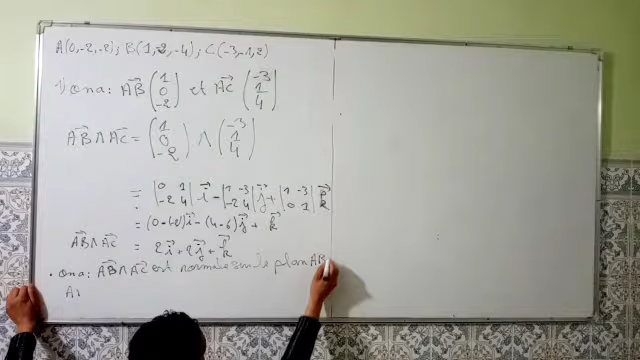 A(0,-2,-2); B(1,-2,-4); C(-3,-1,2)
1) ona: AB⃗ (1 0 -2) et AC⃗ (-3 1 4)
AB⃗ Λ AC⃗ = (1 0 -2) Λ (-3 1 4)
= |0 1 -2 4| i⃗ - |1 -3 -2 4| j⃗ + |1 -3 0 1| k⃗
= (0-(-2)) i⃗ - (4-6) j⃗ + k⃗
AB⃗ Λ AC⃗ = 2i⃗ + 2j⃗ + k⃗
. Ona: AB⃗ Λ AC⃗ est normale sur le plan AB